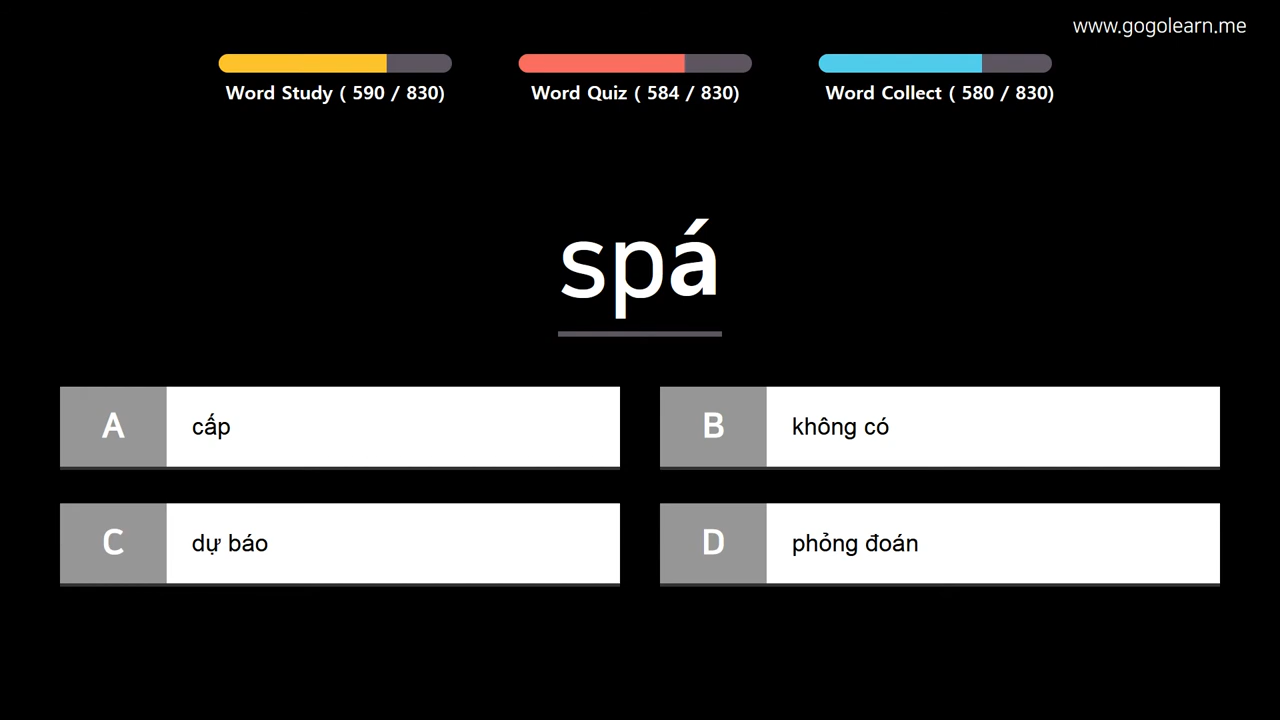 www.gogolearn.me
Word Study ( 590 / 830)
Word Quiz ( 584 / 830)
Word Collect ( 580 / 830)
spá
A cấp
B không có
C dự báo
D phỏng đoán